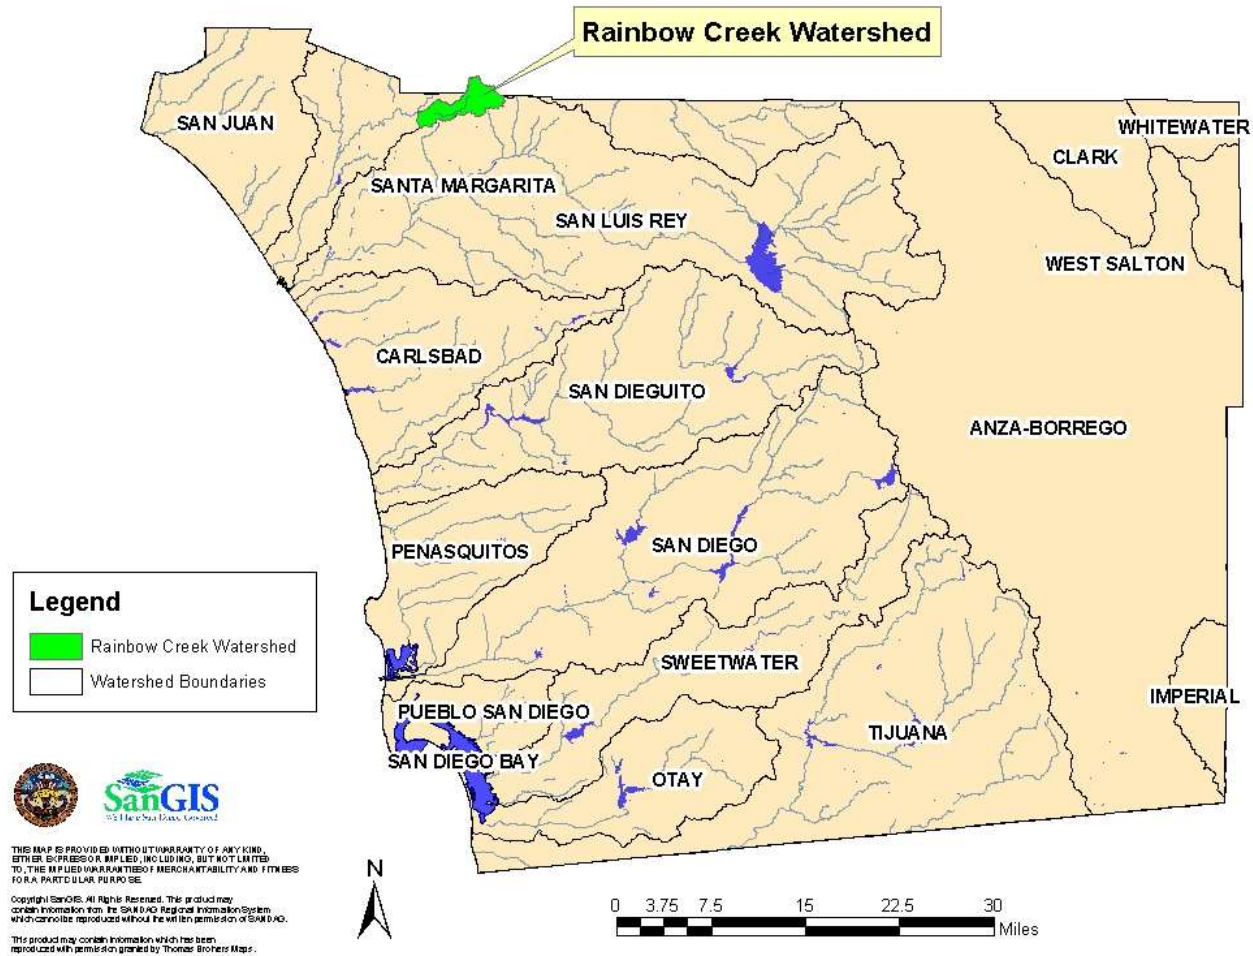 Rainbow Creek Watershed
SAN JUAN
WHITEWATER
CLARK
SANTA MARGARITA
SAN LUIS REY
WEST SALTON
CARLSBAD
SAN DIEGUITO
ANZA-BORREGO
PENASQUITOS
SAN DIEGO
SWEETWATER
IMPERIAL
PUEBLO SAN DIEGO
TIJUANA
SAN DIEGO BAY
OTAY
Legend
Rainbow Creek Watershed
Watershed Boundaries
SanGIS
We Have San Diego Covered!
THIS MAP IS PROVIDED WITHOUT WARRANTY OF ANY KIND,
EITHER EXPRESS OR IMPLIED, INCLUDING, BUT NOT LIMITED
TO, THE IMPLIED WARRANTIES OF MERCHANTABILITY AND FITNESS
FOR A PARTICULAR PURPOSE.
Copyright SanGIS. All Rights Reserved. This product may
contain information from the SANDAG Regional Information System
which cannot be reproduced without the written permission of SANDAG.
This product may contain information which has been
reproduced with permission granted by Thomas Brothers Maps.
N
0 3.75 7.5 15 22.5 30
Miles